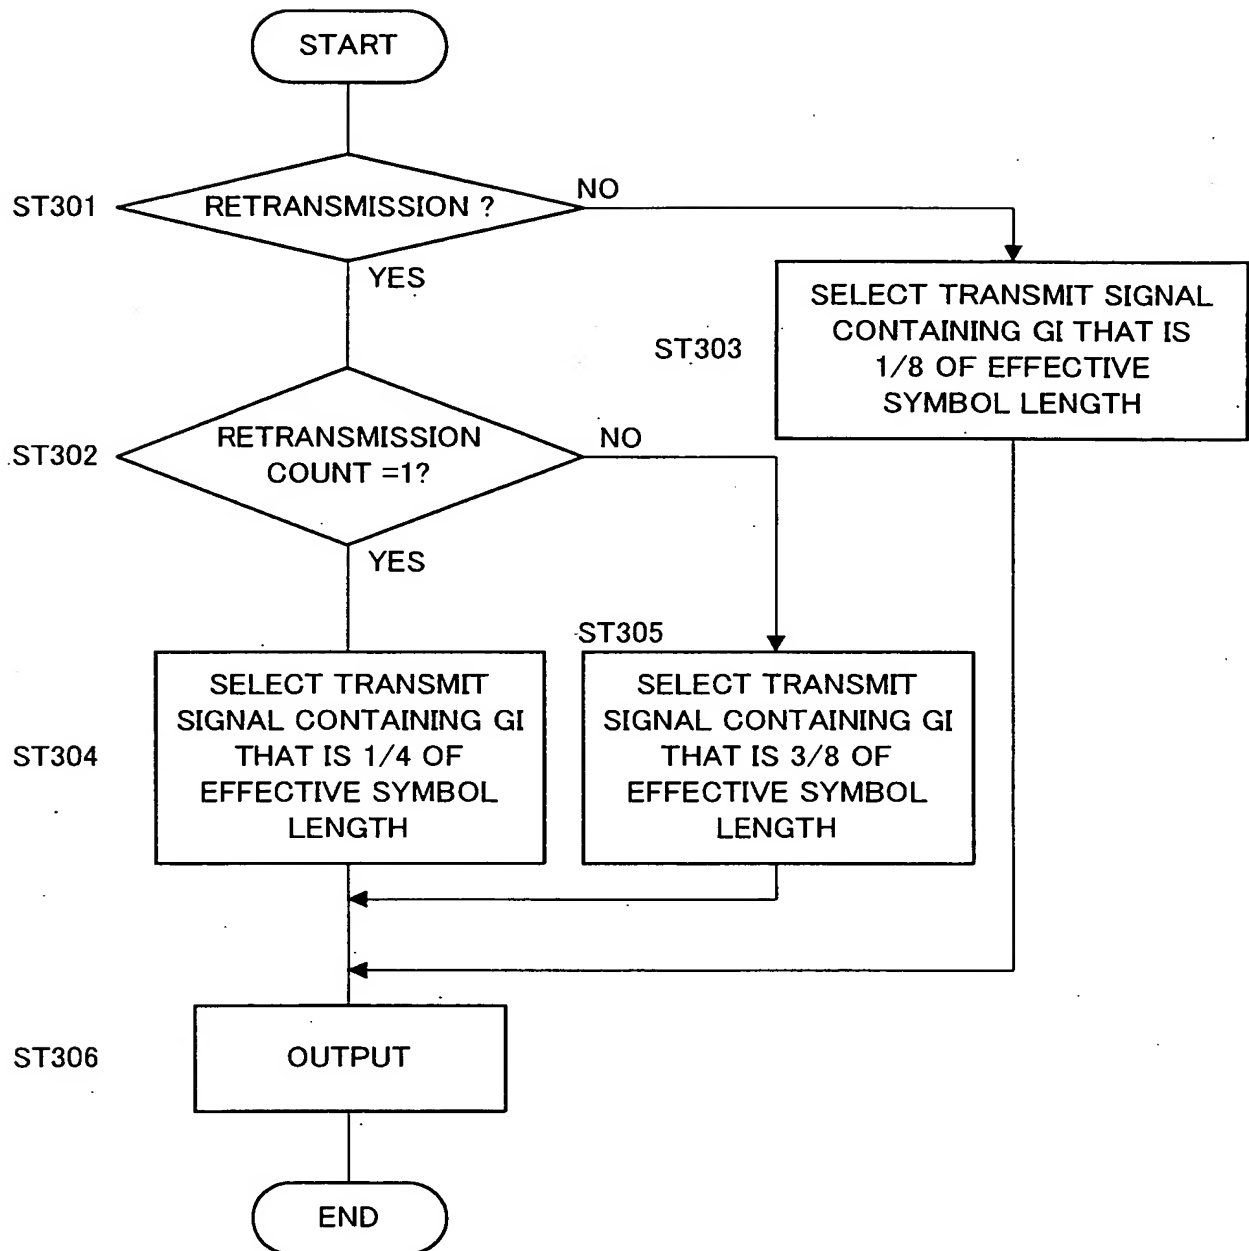 START
ST301
RETRANSMISSION ?
NO
YES
SELECT TRANSMIT SIGNAL
CONTAINING GI THAT IS
1/8 OF EFFECTIVE
SYMBOL LENGTH
ST303
ST302
RETRANSMISSION
COUNT =1?
NO
YES
ST304
SELECT TRANSMIT
SIGNAL CONTAINING GI
THAT IS 1/4 OF
EFFECTIVE SYMBOL
LENGTH
ST305
SELECT TRANSMIT
SIGNAL CONTAINING GI
THAT IS 3/8 OF
EFFECTIVE SYMBOL
LENGTH
ST306
OUTPUT
END